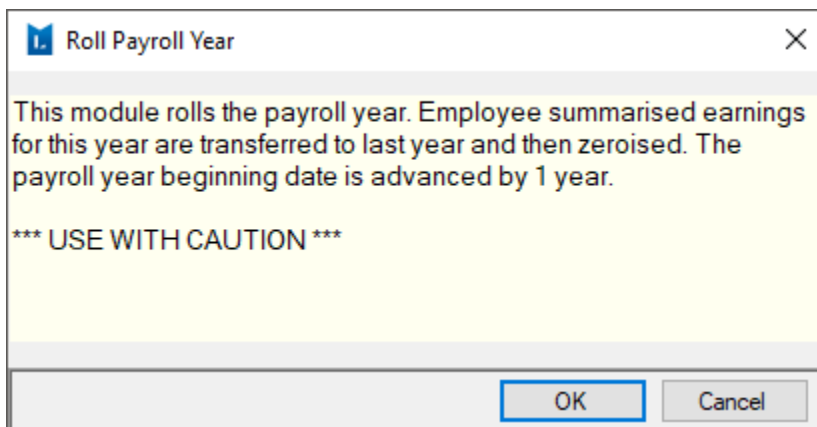 Roll Payroll Year
This module rolls the payroll year. Employee summarised earnings
for this year are transferred to last year and then zeroised. The
payroll year beginning date is advanced by 1 year.
*** USE WITH CAUTION ***
OK Cancel